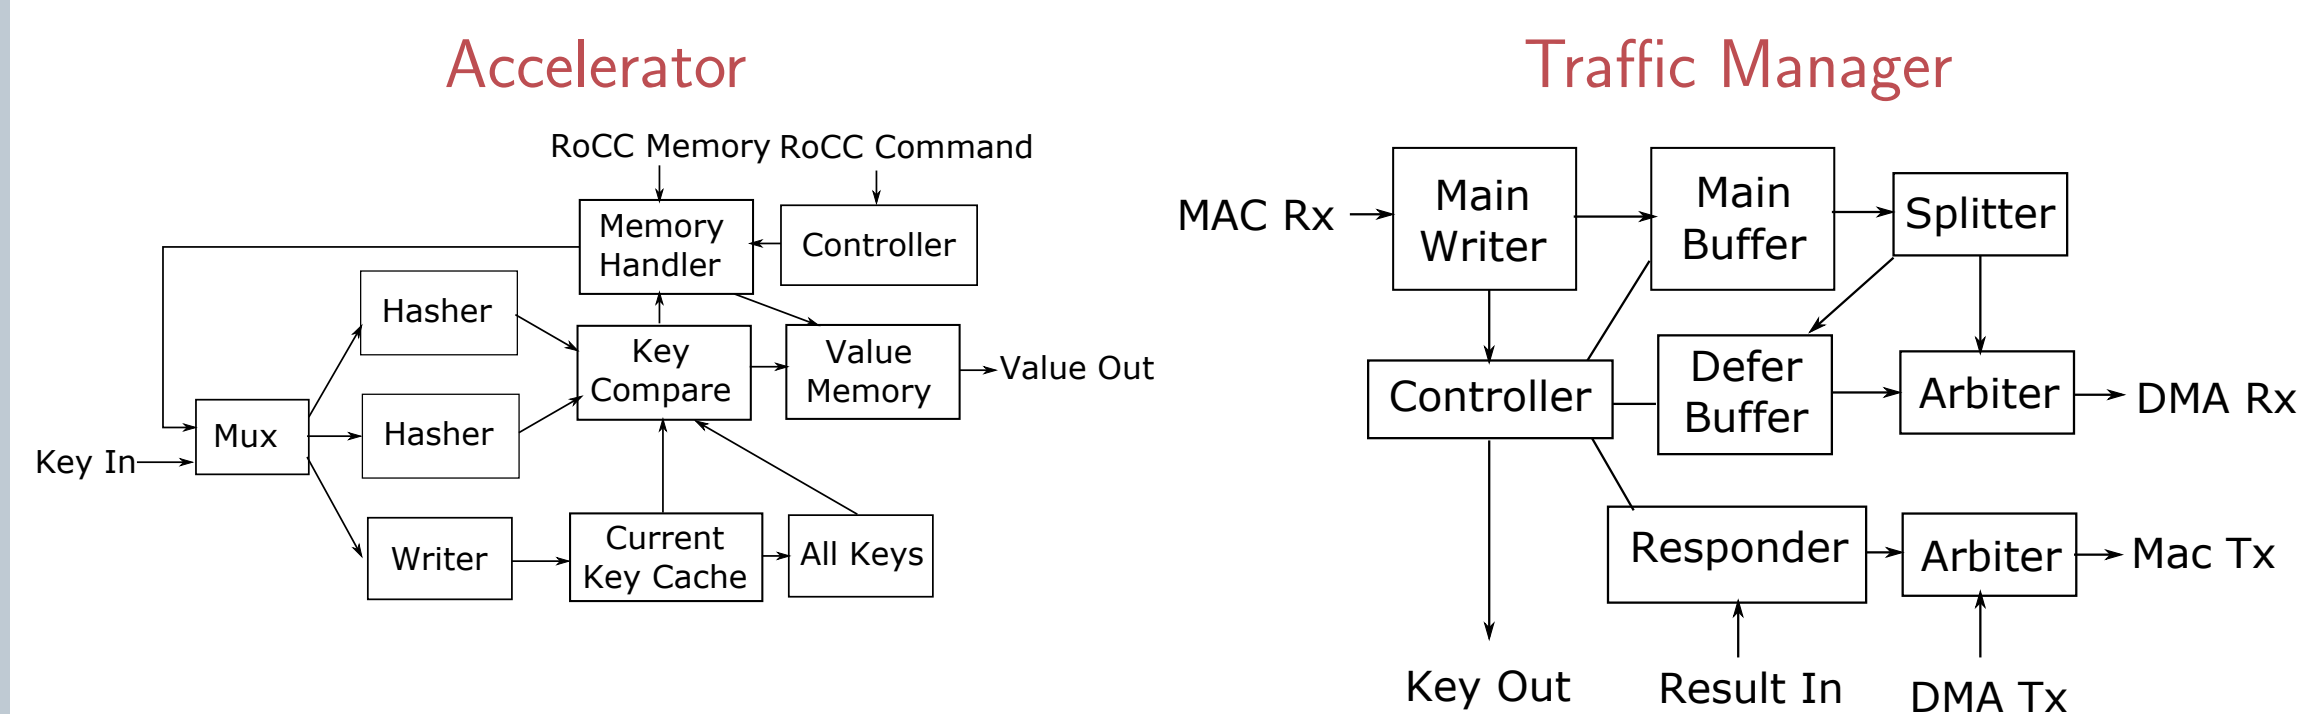 Accelerator
RoCC Memory
RoCC Command
Memory
Handler
Controller
Hasher
Key
Compare
Value
Memory
Value Out
Mux
Hasher
Key In
Writer
Current
Key Cache
All Keys
Traffic Manager
MAC Rx
Main
Writer
Main
Buffer
Splitter
Controller
Defer
Buffer
Arbiter
DMA Rx
Responder
Arbiter
Mac Tx
Key Out
Result In
DMA Tx